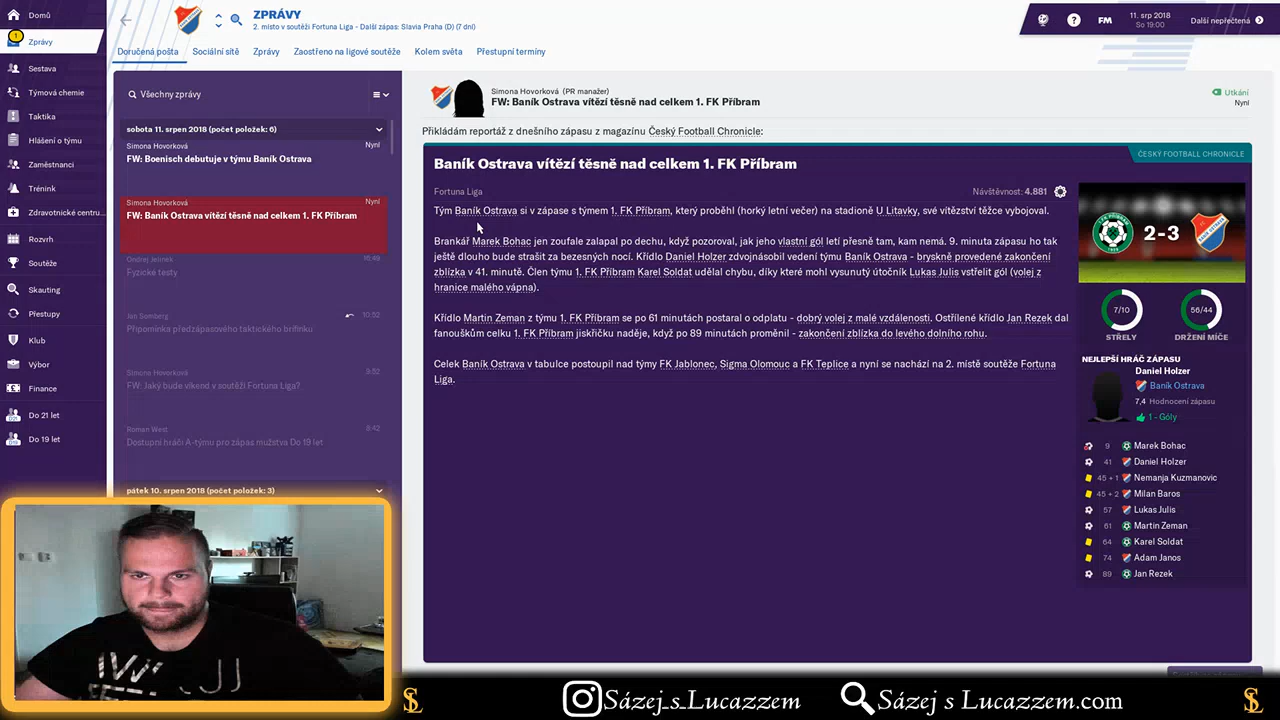 Domů
1
Zprávy
Sestava
Týmová chemie
Taktika
Hlášení o týmu
Zaměstnanci
Trénink
Zdravotnické centru...
Rozvrh
Soutěže
Skauting
Přestupy
Klub
Výbor
Finance
Do 21 let
Do 19 let
ZPRÁVY
2. místo v soutěži Fortuna Liga - Další zápas: Slavia Praha (D) (7 dní)
FM
11. srp 2018
So 19:00
Další nepřečtená
Doručená pošta
Sociální sítě
Zprávy
Zaostřeno na ligové soutěže
Kolem světa
Přestupní termíny
Všechny zprávy
sobota 11. srpen 2018 (počet položek: 6)
Simona Hovorková
Nyní
FW: Boenisch debutuje v týmu Baník Ostrava
Simona Hovorková
Nyní
FW: Baník Ostrava vítězí těsně nad celkem 1. FK Příbram
Ondrej Jelinek
16:49
Fyzické testy
Jan Somberg
10:52
Připomínka předzápasového taktického brífinku
Simona Hovorková
9:52
FW: Jaký bude víkend v soutěži Fortuna Liga?
Roman West
8:42
Dostupní hráči A-týmu pro zápas mužstva Do 19 let
pátek 10. srpen 2018 (počet položek: 3)
Simona Hovorková (PR manažer)
FW: Baník Ostrava vítězí těsně nad celkem 1. FK Příbram
Utkání
Nyní
Přikládám reportáž z dnešního zápasu z magazínu Český Football Chronicle:
ČESKÝ FOOTBALL CHRONICLE
Baník Ostrava vítězí těsně nad celkem 1. FK Příbram
Fortuna Liga
Návštěvnost: 4.881
Tým Baník Ostrava si v zápase s týmem 1. FK Příbram, který proběhl (horký letní večer) na stadioně U Litavky, své vítězství těžce vybojoval.
Brankář Marek Bohac jen zoufale zalapal po dechu, když pozoroval, jak jeho vlastní gól letí přesně tam, kam nemá. 9. minuta zápasu ho tak
ještě dlouho bude strašit za bezesných nocí. Křídlo Daniel Holzer zdvojnásobil vedení týmu Baník Ostrava - bryskně provedené zakončení
zblízka v 41. minutě. Člen týmu 1. FK Příbram Karel Soldat udělal chybu, díky které mohl vysunutý útočník Lukas Julis vstřelit gól (volej z
hranice malého vápna).
Křídlo Martin Zeman z týmu 1. FK Příbram se po 61 minutách postaral o odplatu - dobrý volej z malé vzdálenosti. Ostřílené křídlo Jan Rezek dal
fanouškům celku 1. FK Příbram jiskřičku naděje, když po 89 minutách proměnil - zakončení zblízka do levého dolního rohu.
Celek Baník Ostrava v tabulce postoupil nad týmy FK Jablonec, Sigma Olomouc a FK Teplice a nyní se nachází na 2. místě soutěže Fortuna
Liga.
2-3
7/10
56/44
STŘELY
DRŽENÍ MÍČE
NEJLEPŠÍ HRÁČ ZÁPASU
Daniel Holzer
Baník Ostrava
7,4 Hodnocení zápasu
1 - Góly
9 Marek Bohac
41 Daniel Holzer
45 + 1 Nemanja Kuzmanovic
45 + 2 Milan Baros
57 Lukas Julis
61 Martin Zeman
64 Karel Soldat
74 Adam Janos
89 Jan Rezek
Sázej_s_Lucazzem
Sázej s Lucazzem.com